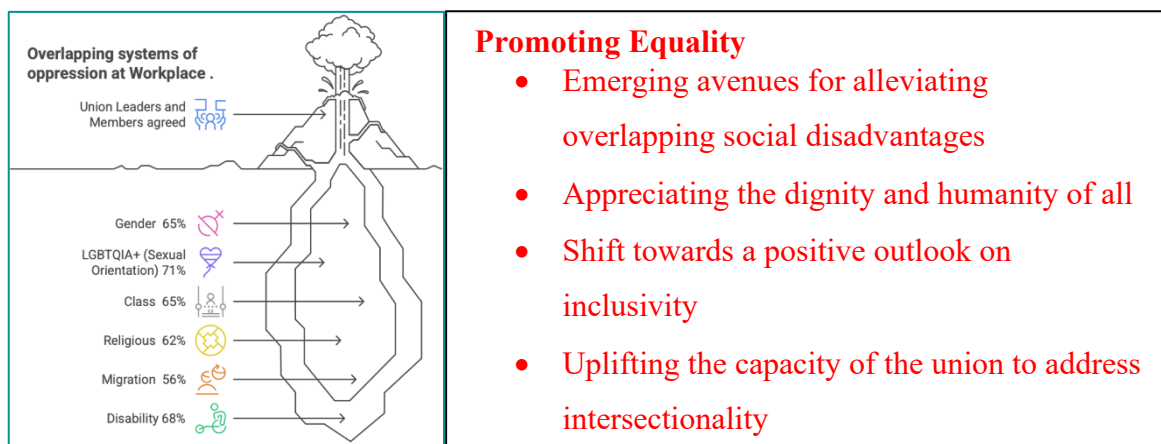 Overlapping systems of
oppression at Workplace .
Union Leaders and
Members agreed
Gender 65%
LGBTQIA+ (Sexual
Orientation) 71%
Class 65%
Religious 62%
Migration 56%
Disability 68%
Promoting Equality
• Emerging avenues for alleviating
overlapping social disadvantages
• Appreciating the dignity and humanity of all
• Shift towards a positive outlook on
inclusivity
• Uplifting the capacity of the union to address
intersectionality